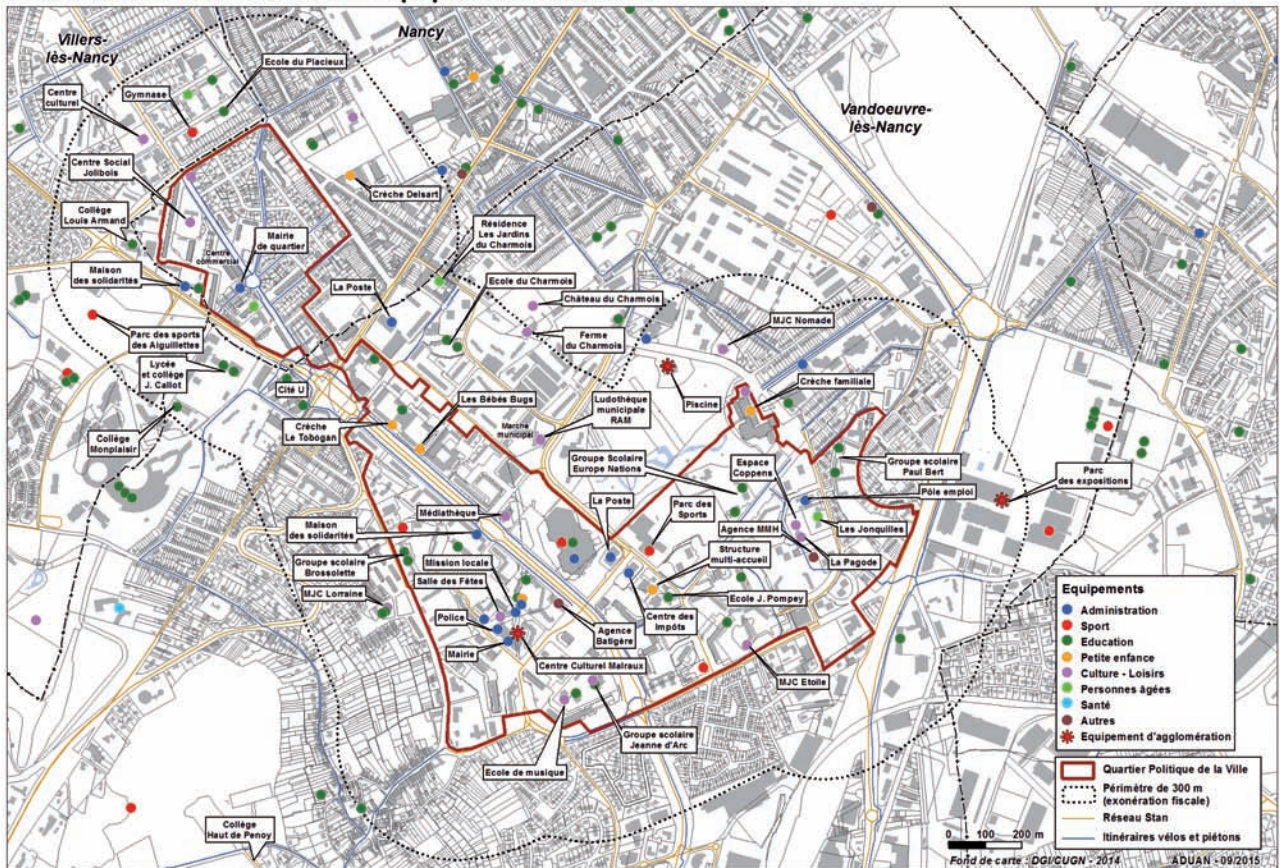 Villers-
lès-Nancy
Nancy
Vandoeuvre-
lès-Nancy
Ecole du Placieux
Centre
culturel
Gymnase
Centre Social
Jolibois
Crèche Delsart
Collège
Louis Armand
Mairie
de quartier
Centre
commercial
Résidence
Les Jardins
du Charmois
Maison
des solidarités
La Poste
Ecole du Charmois
Château du Charmois
Parc des sports
des Aiguillettes
Ferme
du Charmois
MJC Nomade
Lycée
et collège
J. Callot
Cité U
Crèche familiale
Piscine
Les Bébés Bugs
Ludothèque
municipale
RAM
Crèche
Le Tobogan
Marché
municipal
Collège
Monplaisir
Groupe Scolaire
Europe Nations
Espace
Coppens
Groupe scolaire
Paul Bert
Parc
des expositions
Médiathèque
La Poste
Parc des
Sports
Pôle emploi
Maison
des solidarités
Agence MMH
Les Jonquilles
Groupe scolaire
Brossolette
Mission locale
Structure
multi-accueil
La Pagode
Salle des Fêtes
MJC Lorraine
Ecole J. Pompey
Police
Centre des
Impôts
Agence
Batigère
Mairie
Centre Culturel Malraux
MJC Etoile
Groupe scolaire
Jeanne d'Arc
Ecole de musique
Collège
Haut de Penoy
Equipements
Administration
Sport
Education
Petite enfance
Culture - Loisirs
Personnes âgées
Santé
Autres
Equipement d'agglomération
Quartier Politique de la Ville
Périmètre de 300 m
(exonération fiscale)
Réseau Stan
Itinéraires vélos et piétons
0 100 200 m
Fond de carte : DGI/CUGN - 2014
ADUAN - 09/2015